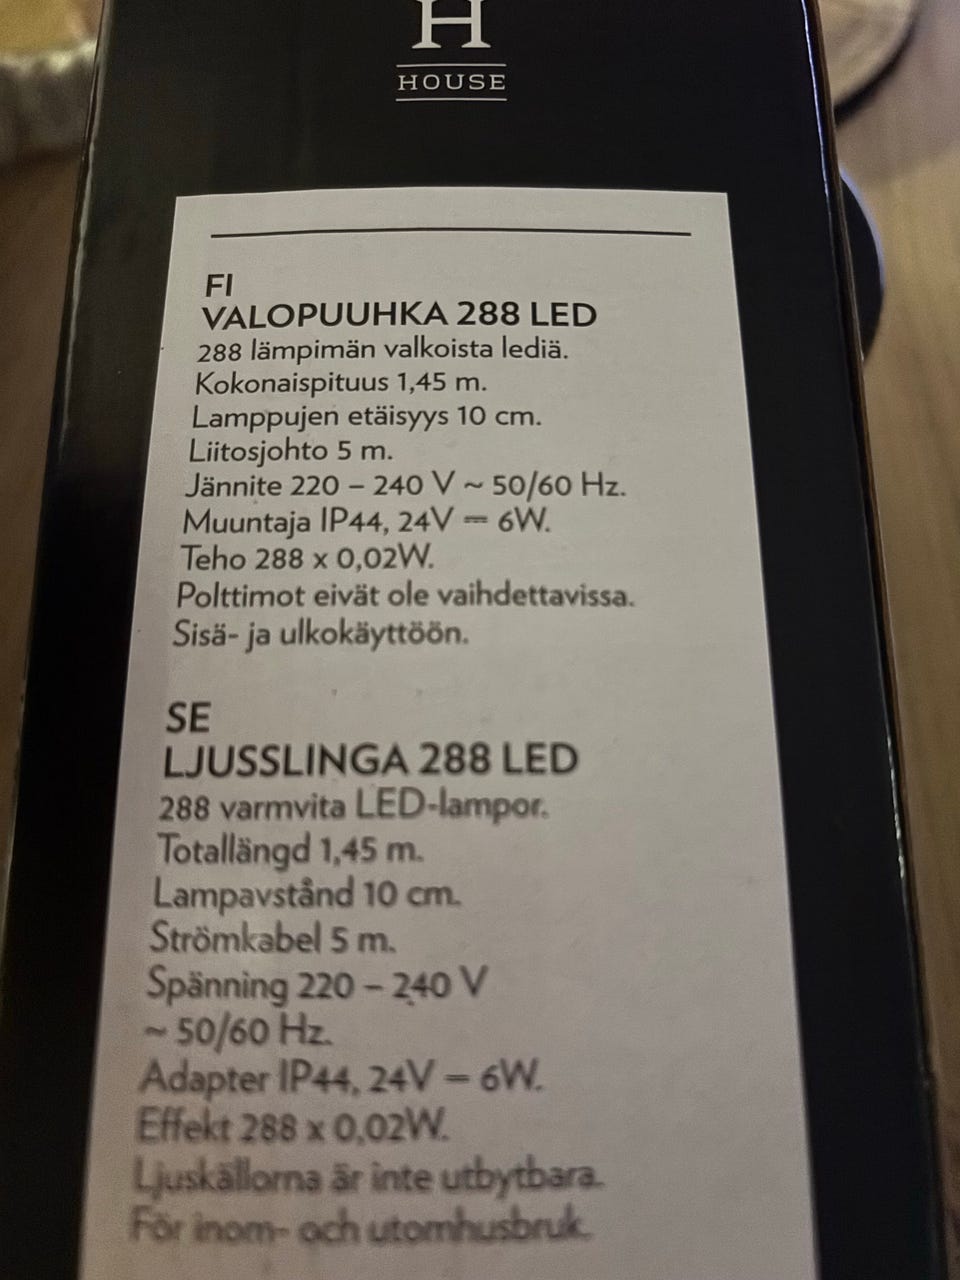 H
HOUSE
FI
VALOPUUHKA 288 LED
288 lämpimän valkoista lediä.
Kokonaispituus 1,45 m.
Lamppujen etäisyys 10 cm.
Liitosjohto 5 m.
Jännite 220 – 240 V ~ 50/60 Hz.
Muuntaja IP44, 24V ⎓ 6W.
Teho 288 x 0,02W.
Polttimot eivät ole vaihdettavissa.
Sisä- ja ulkokäyttöön.
SE
LJUSSLINGA 288 LED
288 varmvita LED-lampor.
Totallängd 1,45 m.
Lampavstånd 10 cm.
Strömkabel 5 m.
Spänning 220 – 240 V
~ 50/60 Hz.
Adapter IP44, 24V ⎓ 6W.
Effekt 288 x 0,02W.
Ljuskällorna är inte utbytbara.
För inom- och utomhusbruk.